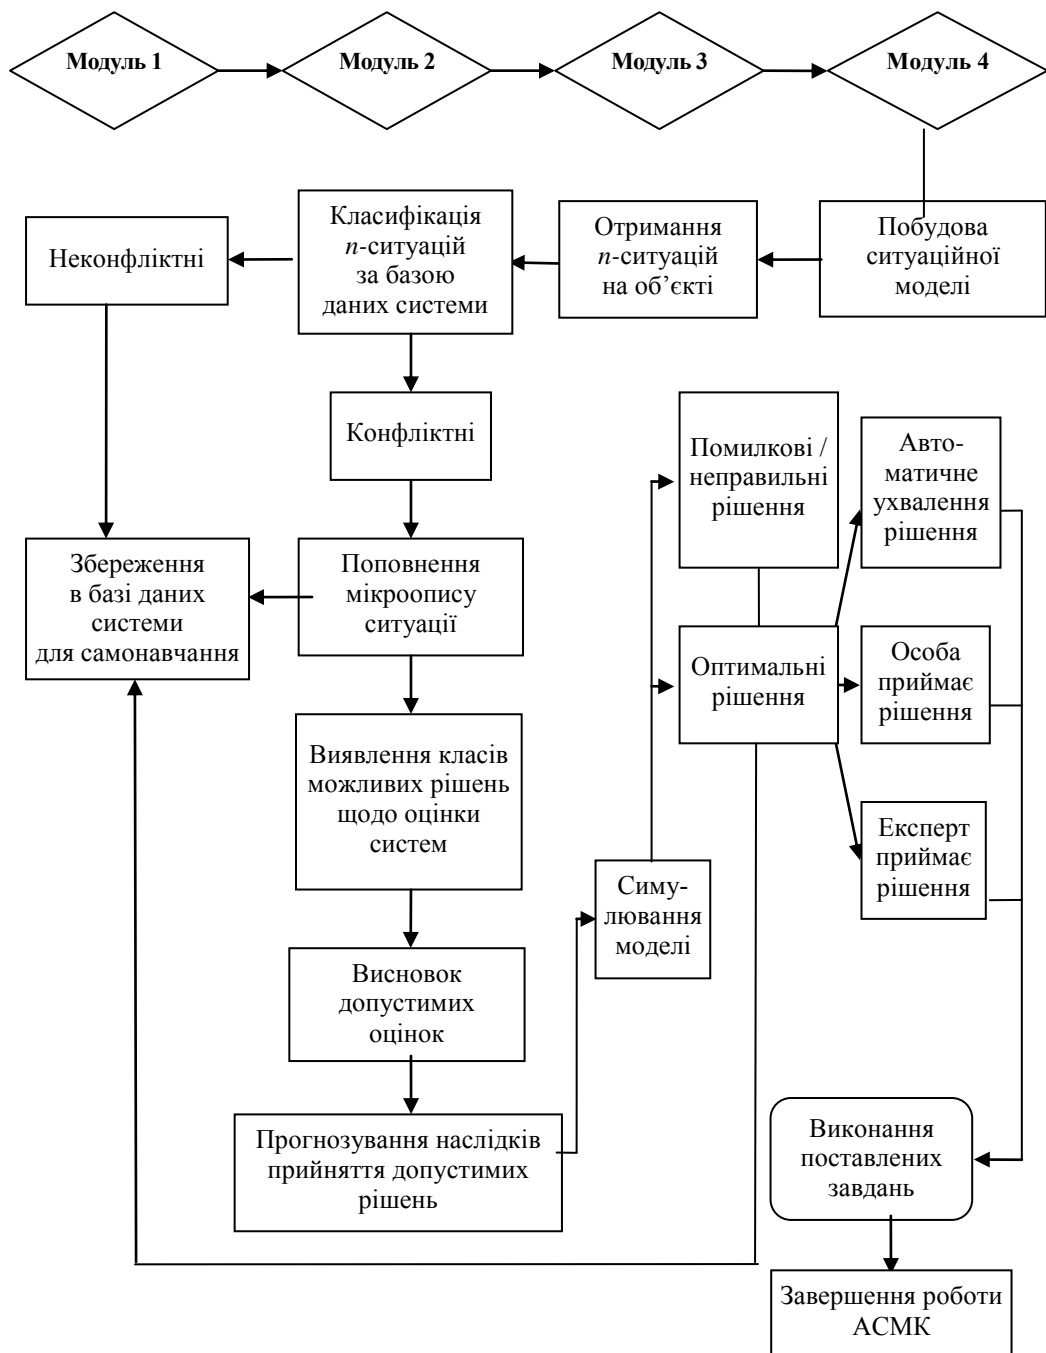 Модуль 1
Модуль 2
Модуль 3
Модуль 4
Неконфліктні
Класифікація
n-ситуацій
за базою
даних системи
Отримання
n-ситуацій
на об’єкті
Побудова
ситуаційної
моделі
Конфліктні
Помилкові /
неправильні
рішення
Авто-
матичне
ухвалення
рішення
Збереження
в базі даних
системи
для самонавчання
Поповнення
мікроопису
ситуації
Оптимальні
рішення
Особа
приймає
рішення
Виявлення класів
можливих рішень
щодо оцінки
систем
Експерт
приймає
рішення
Симу-
лювання
моделі
Висновок
допустимих
оцінок
Прогнозування наслідків
прийняття допустимих
рішень
Виконання
поставлених
завдань
Завершення роботи
АСМК